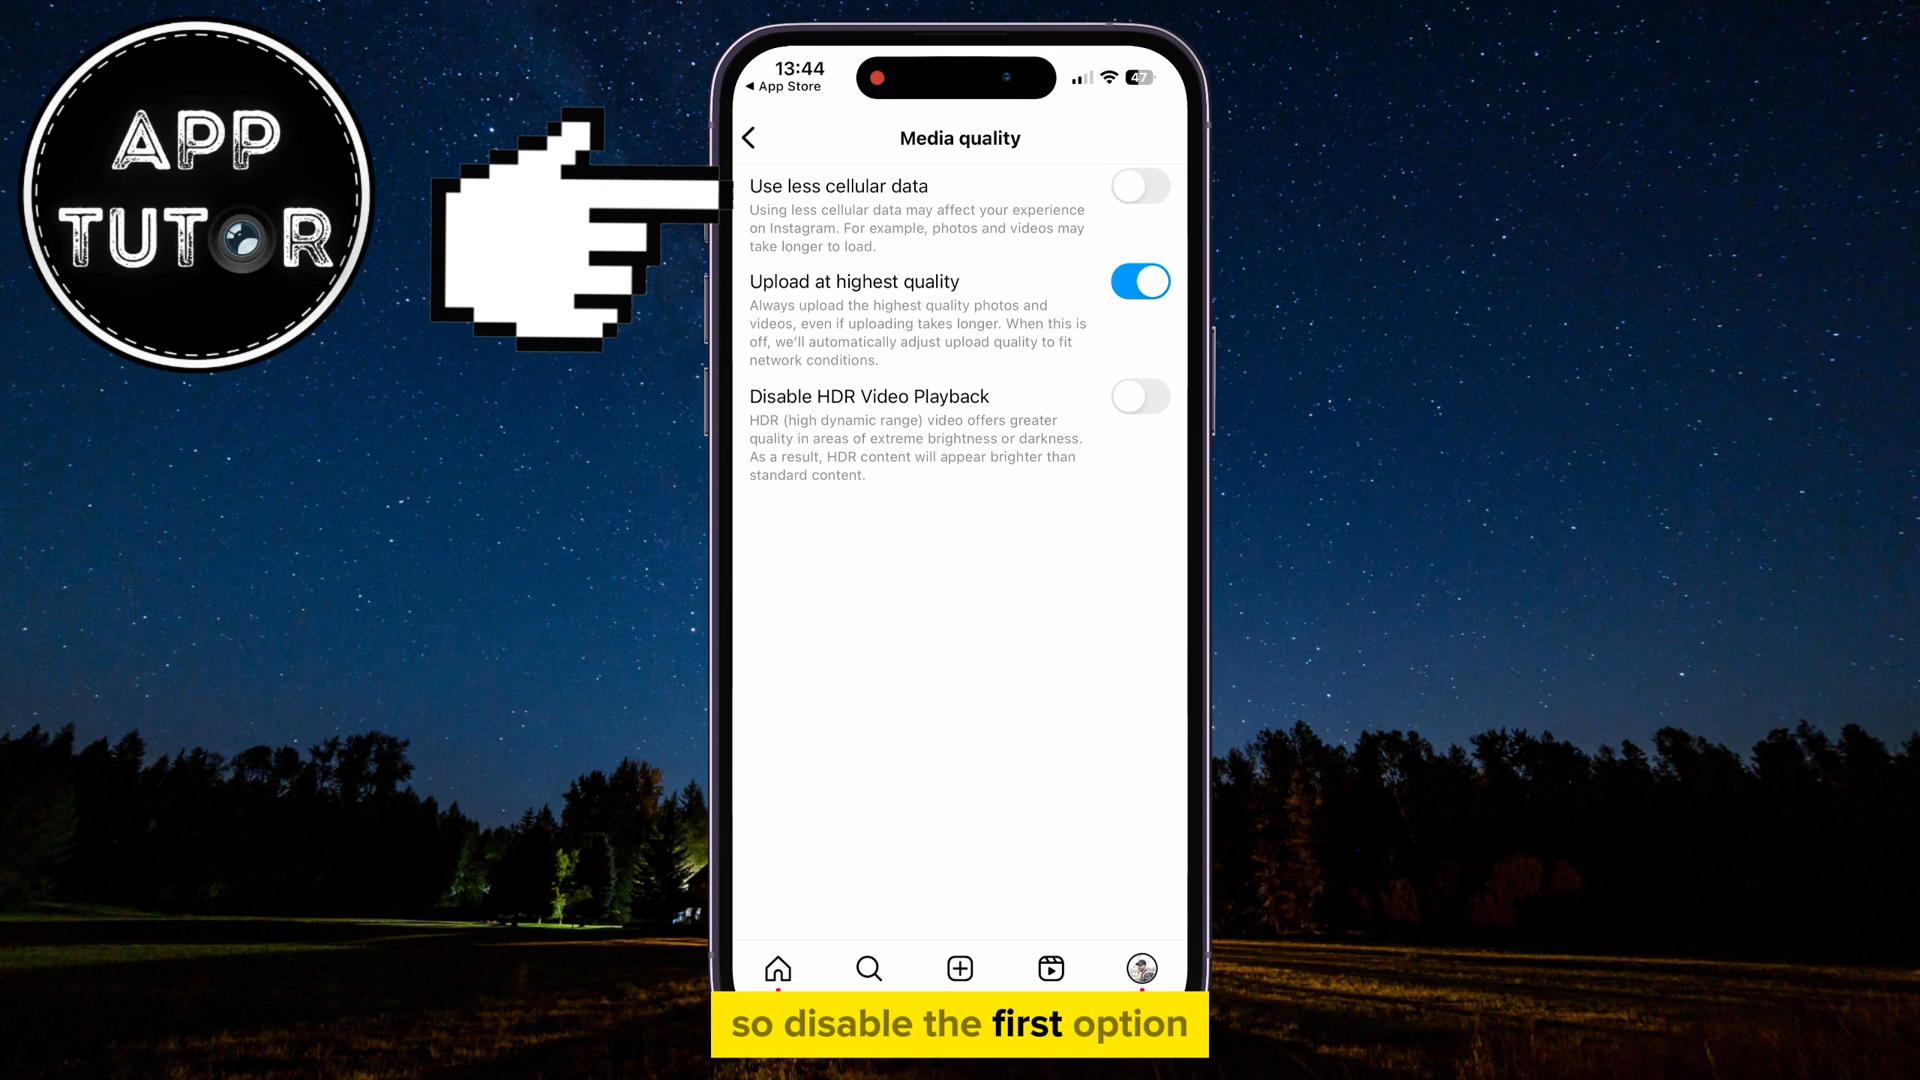 APP
TUTOR
13:44
47
◀ App Store
Media quality
Use less cellular data
Using less cellular data may affect your experience
on Instagram. For example, photos and videos may
take longer to load.
Upload at highest quality
Always upload the highest quality photos and
videos, even if uploading takes longer. When this is
off, we'll automatically adjust upload quality to fit
network conditions.
Disable HDR Video Playback
HDR (high dynamic range) video offers greater
quality in areas of extreme brightness or darkness.
As a result, HDR content will appear brighter than
standard content.
so disable the first option